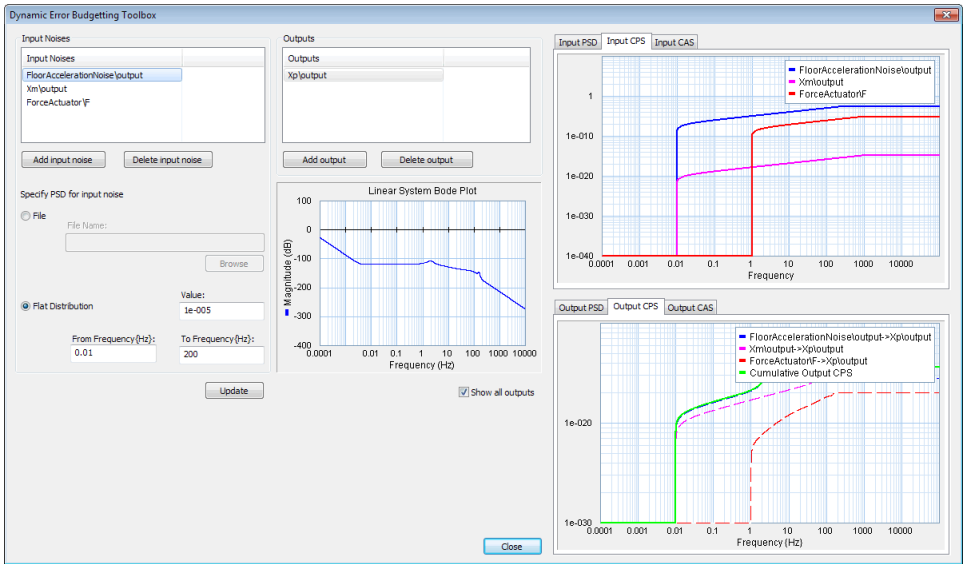 Dynamic Error Budgetting Toolbox
Input Noises
Input Noises
FloorAccelerationNoise\output
Xm\output
ForceActuator\F
Add input noise
Delete input noise
Specify PSD for input noise
File
File Name:
Browse
Flat Distribution
Value:
1e-005
From Frequency{Hz}:
To Frequency{Hz}:
0.01
200
Update
Outputs
Outputs
Xp\output
Add output
Delete output
Linear System Bode Plot
100
0
-100
-200
-300
-400
Magnitude (dB)
0.0001 0.01 0.1 1 10 100 1000 10000
Frequency (Hz)
Show all outputs
Close
Input PSD Input CPS Input CAS
FloorAccelerationNoise\output
Xm\output
ForceActuator\F
1
1e-010
1e-020
1e-030
1e-040
0.0001 0.001 0.01 0.1 1 10 100 1000 10000
Frequency
Output PSD Output CPS Output CAS
FloorAccelerationNoise\output->Xp\output
Xm\output->Xp\output
ForceActuator\F->Xp\output
Cumulative Output CPS
1e-020
1e-030
0.0001 0.001 0.01 0.1 1 10 100 1000 10000
Frequency (Hz)